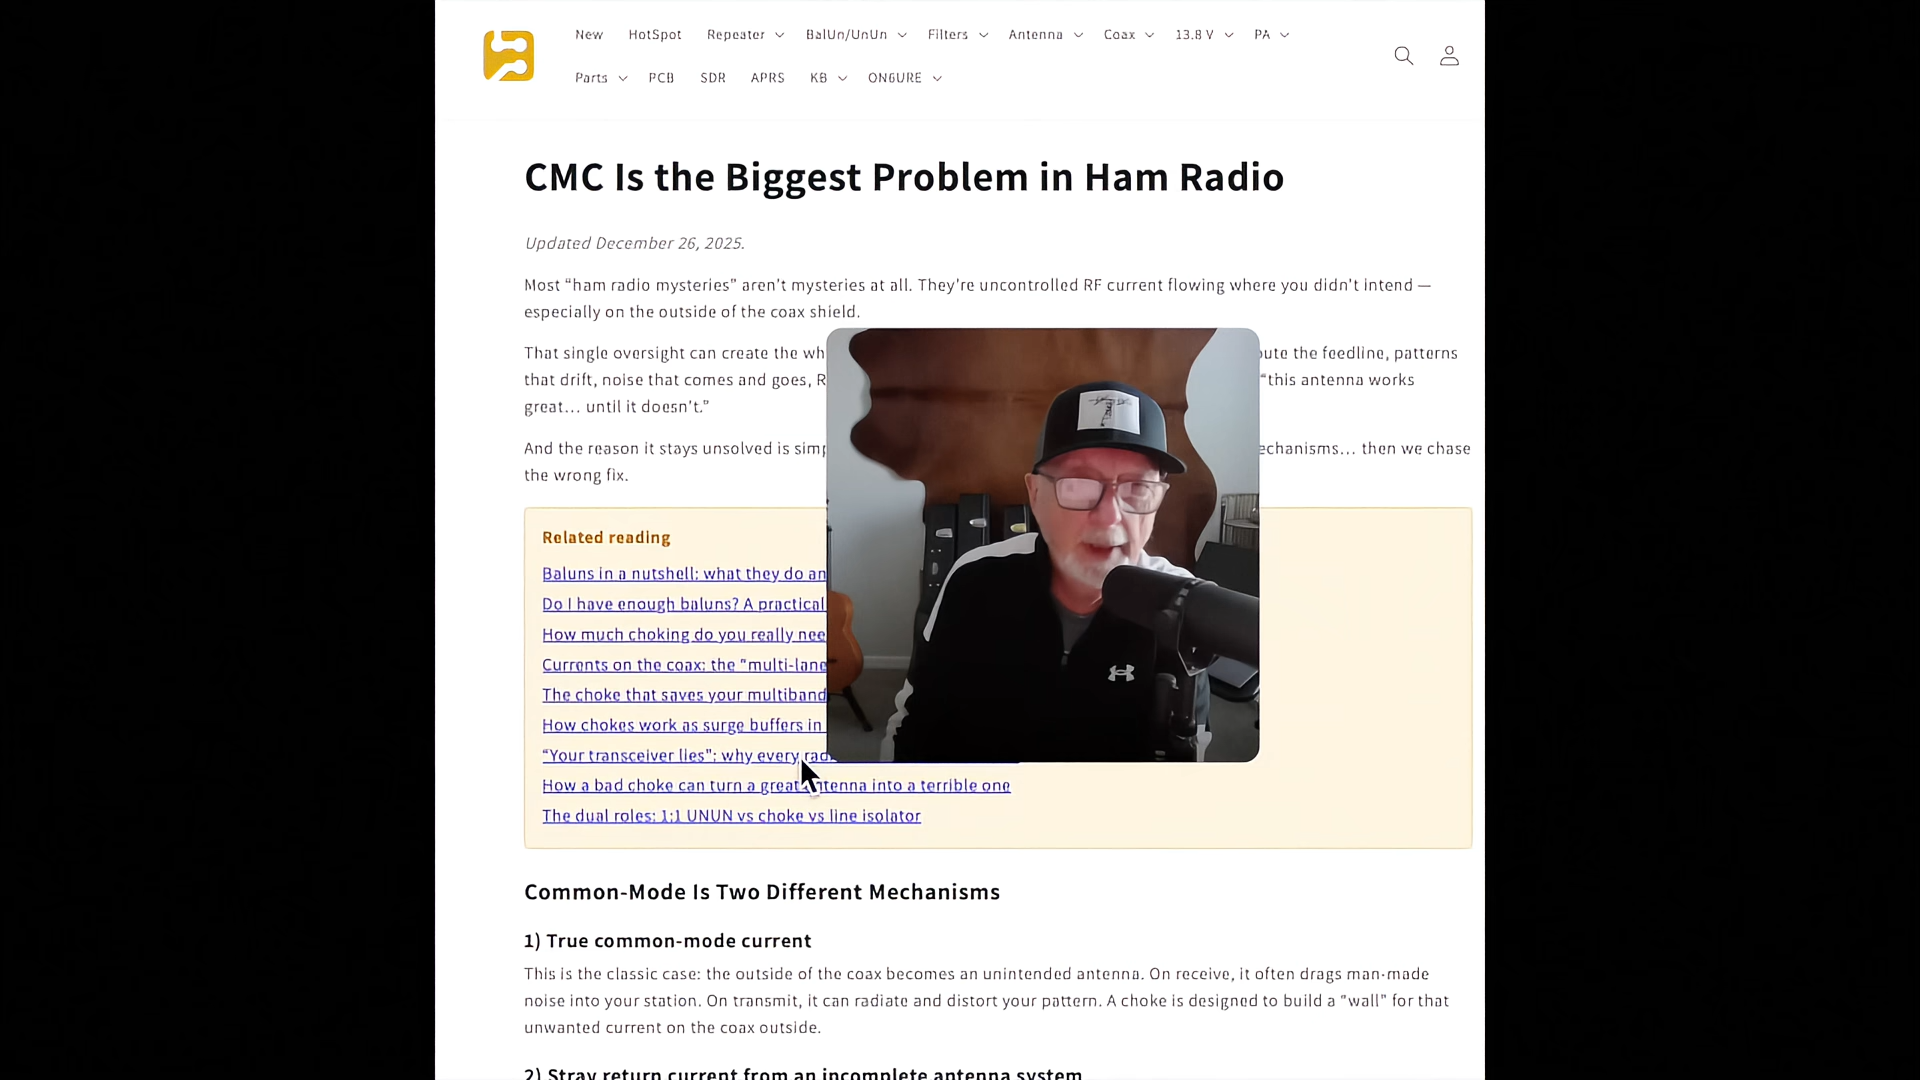 New HotSpot Repeater BalUn/UnUn Filters Antenna Coax 13.8 V PA
Parts PCB SDR APRS KB ON6URE
CMC Is the Biggest Problem in Ham Radio
Updated December 26, 2025.
Most “ham radio mysteries” aren’t mysteries at all. They’re uncontrolled RF current flowing where you didn’t intend —
especially on the outside of the coax shield.
That single oversight can create the the feedline, patterns
that drift, noise that comes and goes, “this antenna works
great… until it doesn’t.”
And the reason it stays unsolved is … then we chase
the wrong fix.
Related reading
Baluns in a nutshell: what they do
Do I have enough baluns? A practical
How much choking do you really
Currents on the coax: the “multi-lane
The choke that saves your multiband
How chokes work as surge buffers in
“Your transceiver lies”: why every
How a bad choke can turn a great antenna into a terrible one
The dual roles: 1:1 UNUN vs choke vs line isolator
Common-Mode Is Two Different Mechanisms
1) True common-mode current
This is the classic case: the outside of the coax becomes an unintended antenna. On receive, it often drags man-made
noise into your station. On transmit, it can radiate and distort your pattern. A choke is designed to build a “wall” for that
unwanted current on the coax outside.
2) Stray return current from an incomplete antenna system